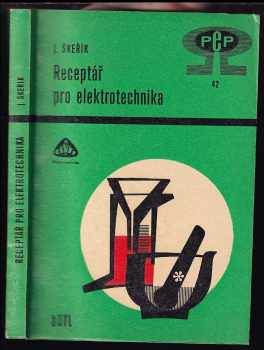 J. ŠKEŘÍK
Receptář
pro elektrotechnika
PEP
42
SNTL
J. ŠKEŘÍK
RECEPTÁŘ PRO ELEKTROTECHNIKA